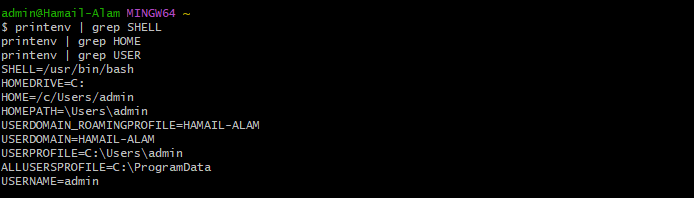 admin@Hamail-Alam MINGW64 ~
$ printenv | grep SHELL
printenv | grep HOME
printenv | grep USER
SHELL=/usr/bin/bash
HOMEDRIVE=C:
HOME=/c/Users/admin
HOMEPATH=\Users\admin
USERDOMAIN_ROAMINGPROFILE=HAMAIL-ALAM
USERDOMAIN=HAMAIL-ALAM
USERPROFILE=C:\Users\admin
ALLUSERSPROFILE=C:\ProgramData
USERNAME=admin